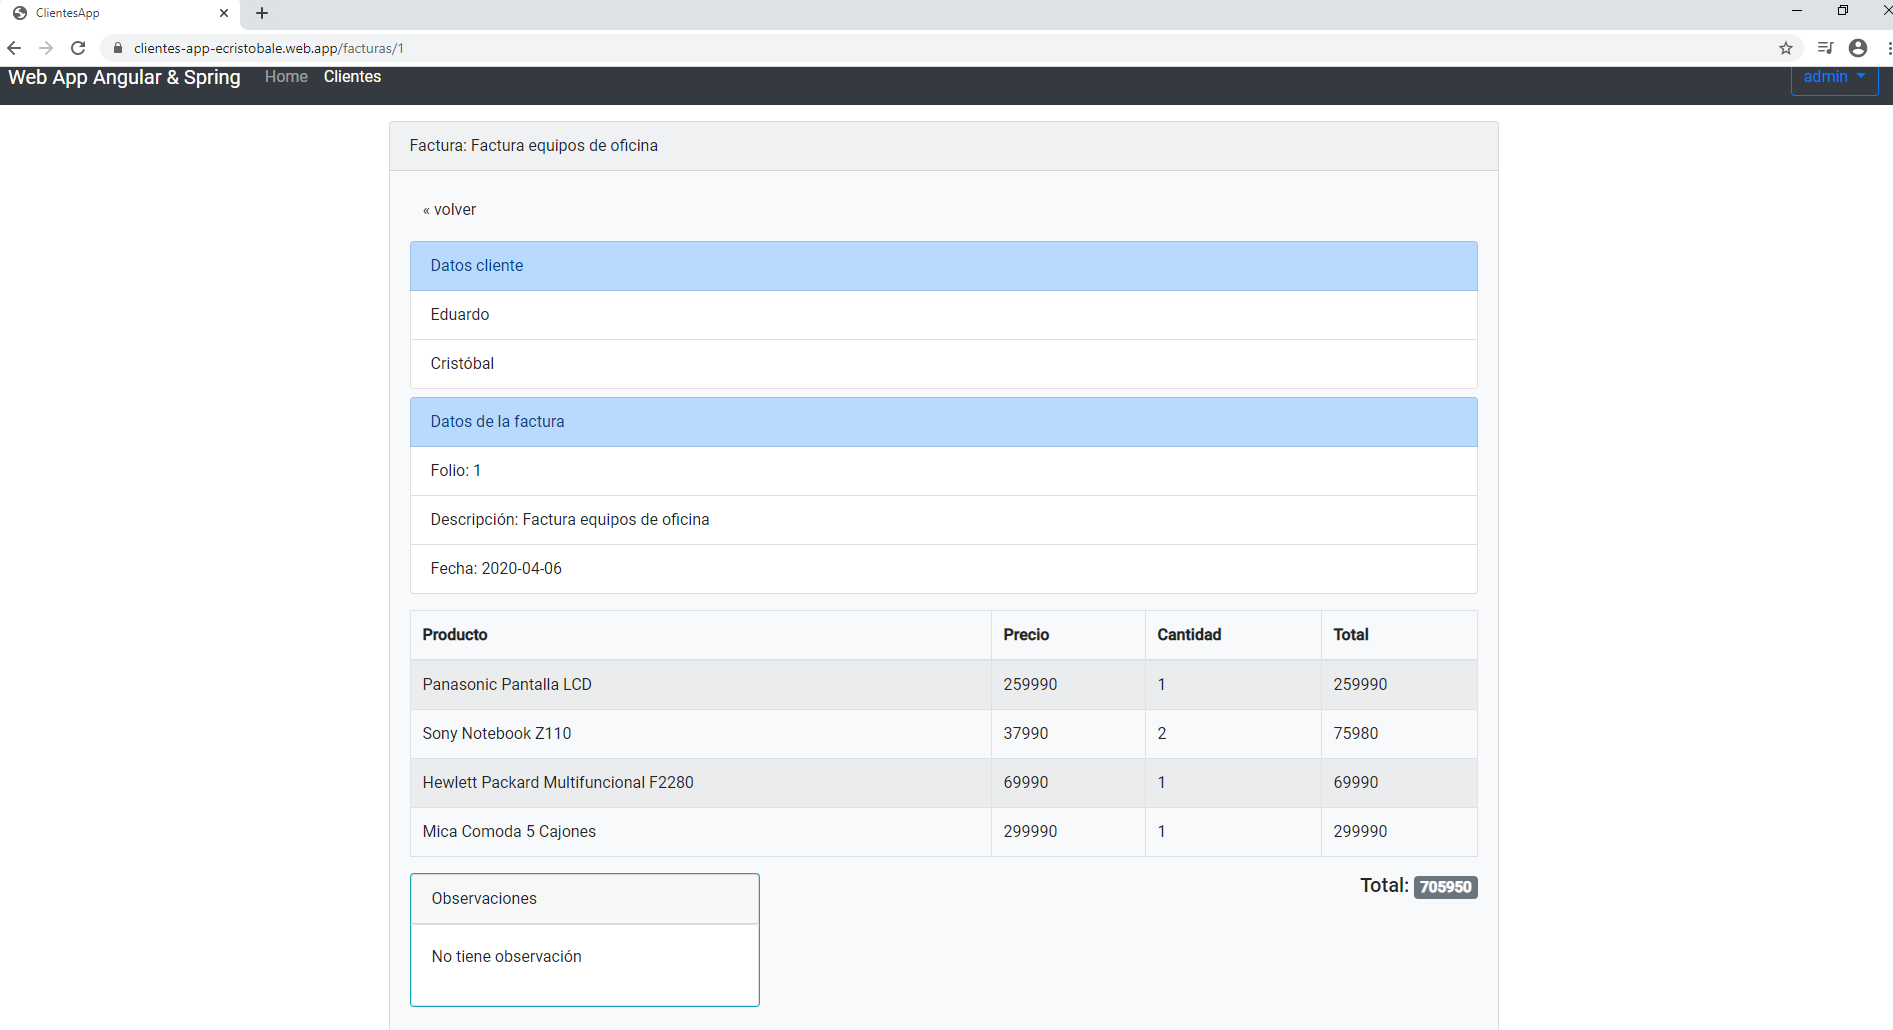 ClientesApp
clientes-app-ecristobale.web.app/facturas/1
Web App Angular & Spring Home Clientes admin
Factura: Factura equipos de oficina
« volver
Datos cliente
Eduardo
Cristóbal
Datos de la factura
Folio: 1
Descripción: Factura equipos de oficina
Fecha: 2020-04-06
Producto Precio Cantidad Total
Panasonic Pantalla LCD 259990 1 259990
Sony Notebook Z110 37990 2 75980
Hewlett Packard Multifuncional F2280 69990 1 69990
Mica Comoda 5 Cajones 299990 1 299990
Total: 705950
Observaciones
No tiene observación